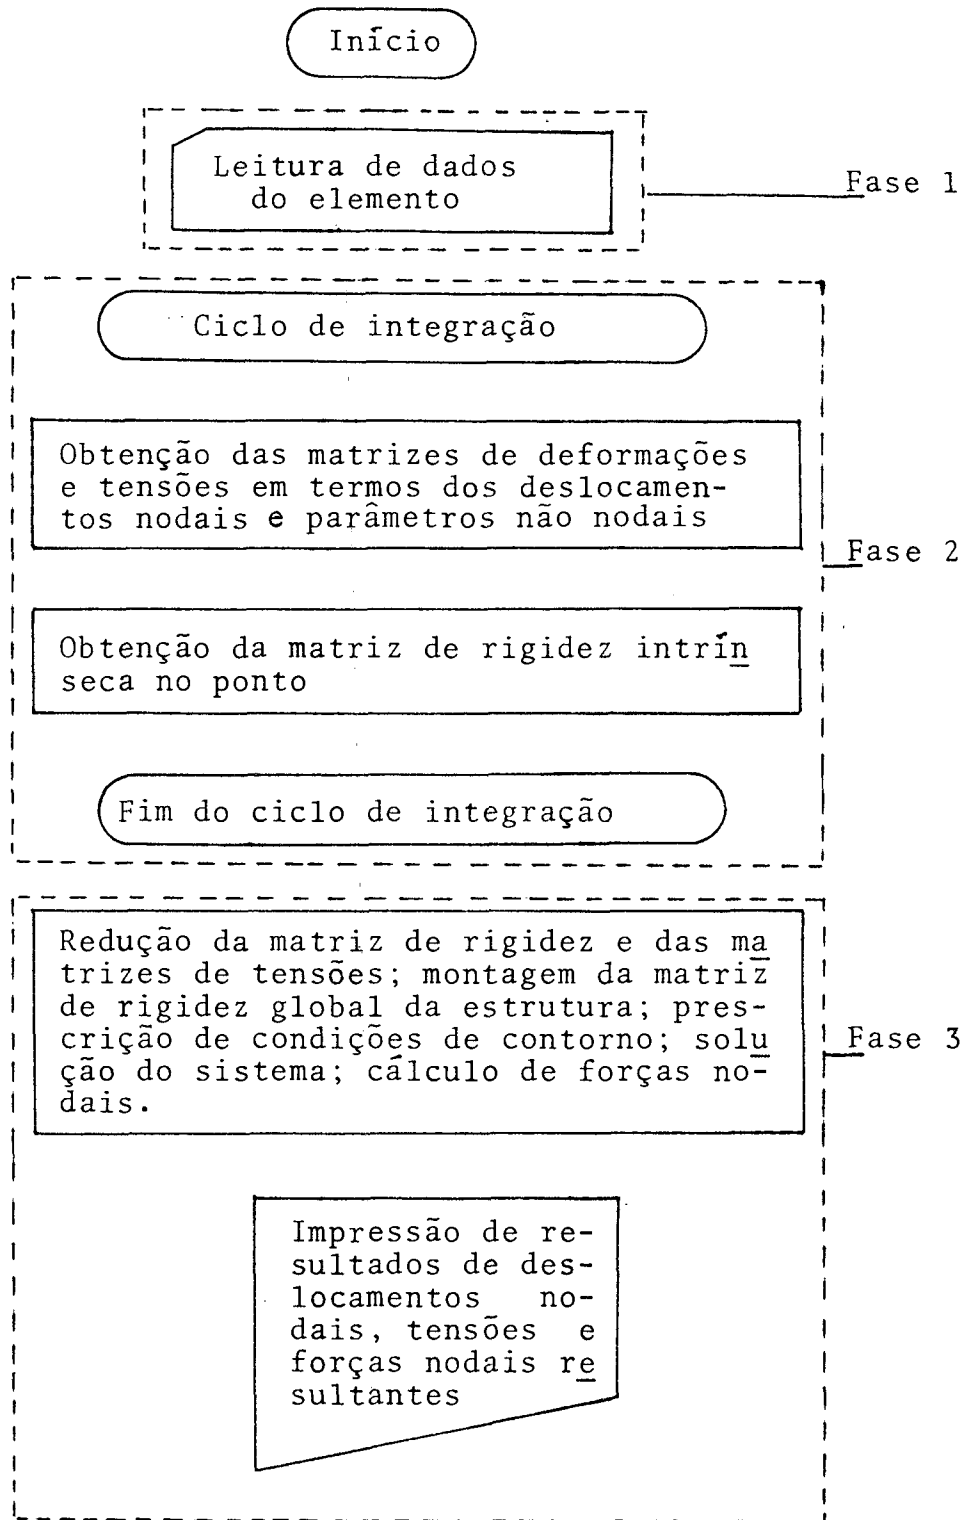 Início
Leitura de dados
do elemento
Fase 1
Ciclo de integração
Obtenção das matrizes de deformações
e tensões em termos dos deslocamen-
tos nodais e parâmetros não nodais
Fase 2
Obtenção da matriz de rigidez intrín
seca no ponto
Fim do ciclo de integração
Redução da matriz de rigidez e das ma
trizes de tensões; montagem da matriz
de rigidez global da estrutura; pres-
crição de condições de contorno; solu
ção do sistema; cálculo de forças no-
dais.
Fase 3
Impressão de re-
sultados de des-
locamentos no-
dais, tensões e
forças nodais re
sultantes